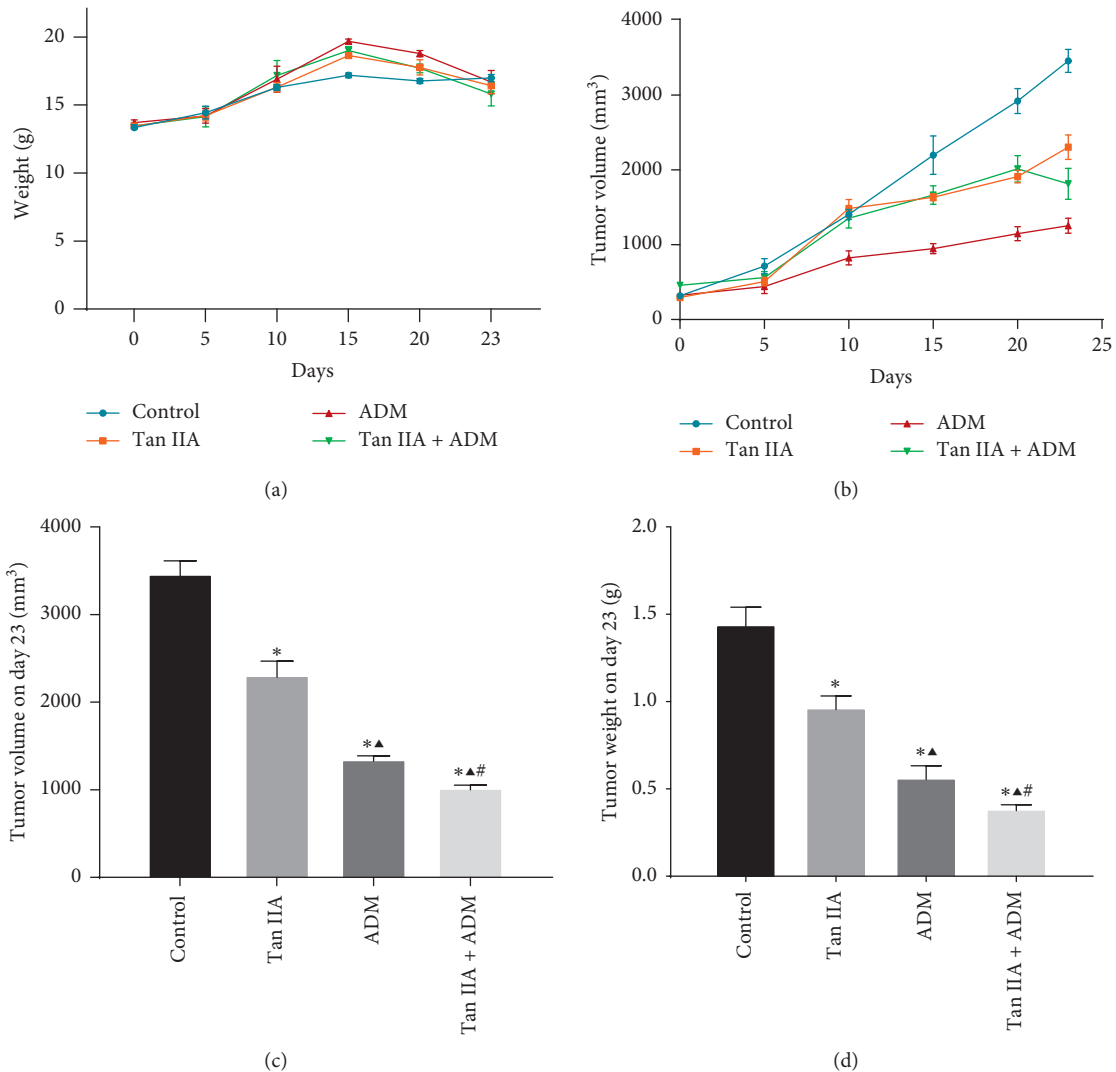 20
15
10
5
0
Weight (g)
0 5 10 15 20 23
Days
Control
ADM
Tan IIA
Tan IIA + ADM
(a)
4000
3000
2000
1000
0
Tumor volume (mm³)
0 5 10 15 20 25
Days
Control
ADM
Tan IIA
Tan IIA + ADM
(b)
4000
3000
2000
1000
0
Tumor volume on day 23 (mm³)
*
*▲
*▲#
Control
Tan IIA
ADM
Tan IIA + ADM
(c)
2.0
1.5
1.0
0.5
0.0
Tumor weight on day 23 (g)
*
*▲
*▲#
Control
Tan IIA
ADM
Tan IIA + ADM
(d)